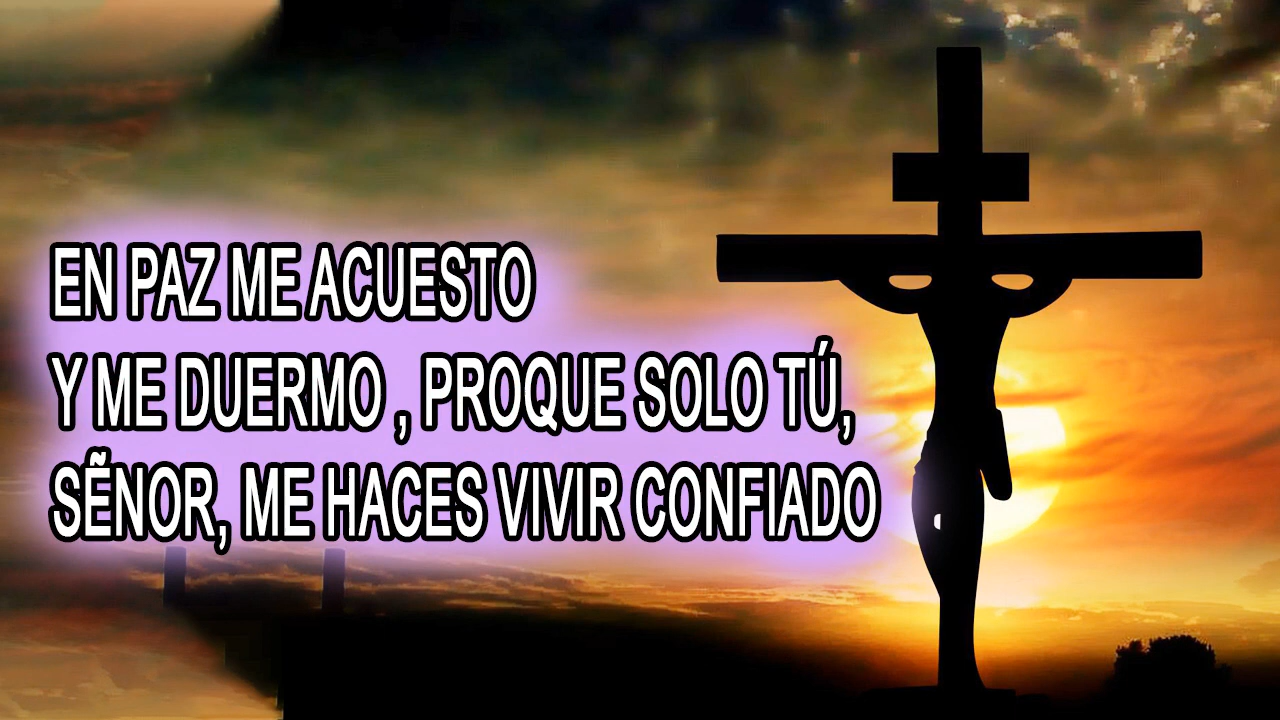 EN PAZ ME ACUESTO
Y ME DUERMO , PROQUE SOLO TÚ,
SẼNOR, ME HACES VIVIR CONFIADO